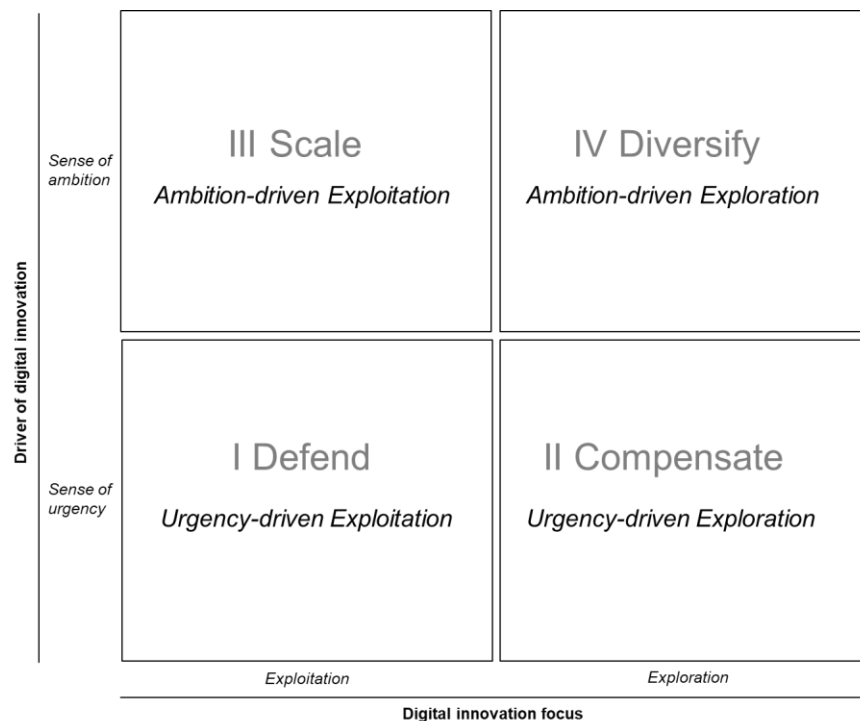 III Scale
Ambition-driven Exploitation
IV Diversify
Ambition-driven Exploration
Sense of
ambition
Driver of digital innovation
I Defend
Urgency-driven Exploitation
II Compensate
Urgency-driven Exploration
Sense of
urgency
Exploitation
Exploration
Digital innovation focus